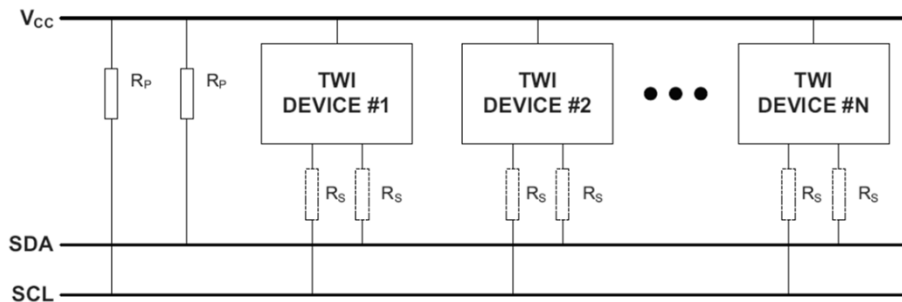 VCC
RP
RP
TWI
DEVICE #1
TWI
DEVICE #2
TWI
DEVICE #N
RS
RS
RS
RS
RS
RS
SDA
SCL